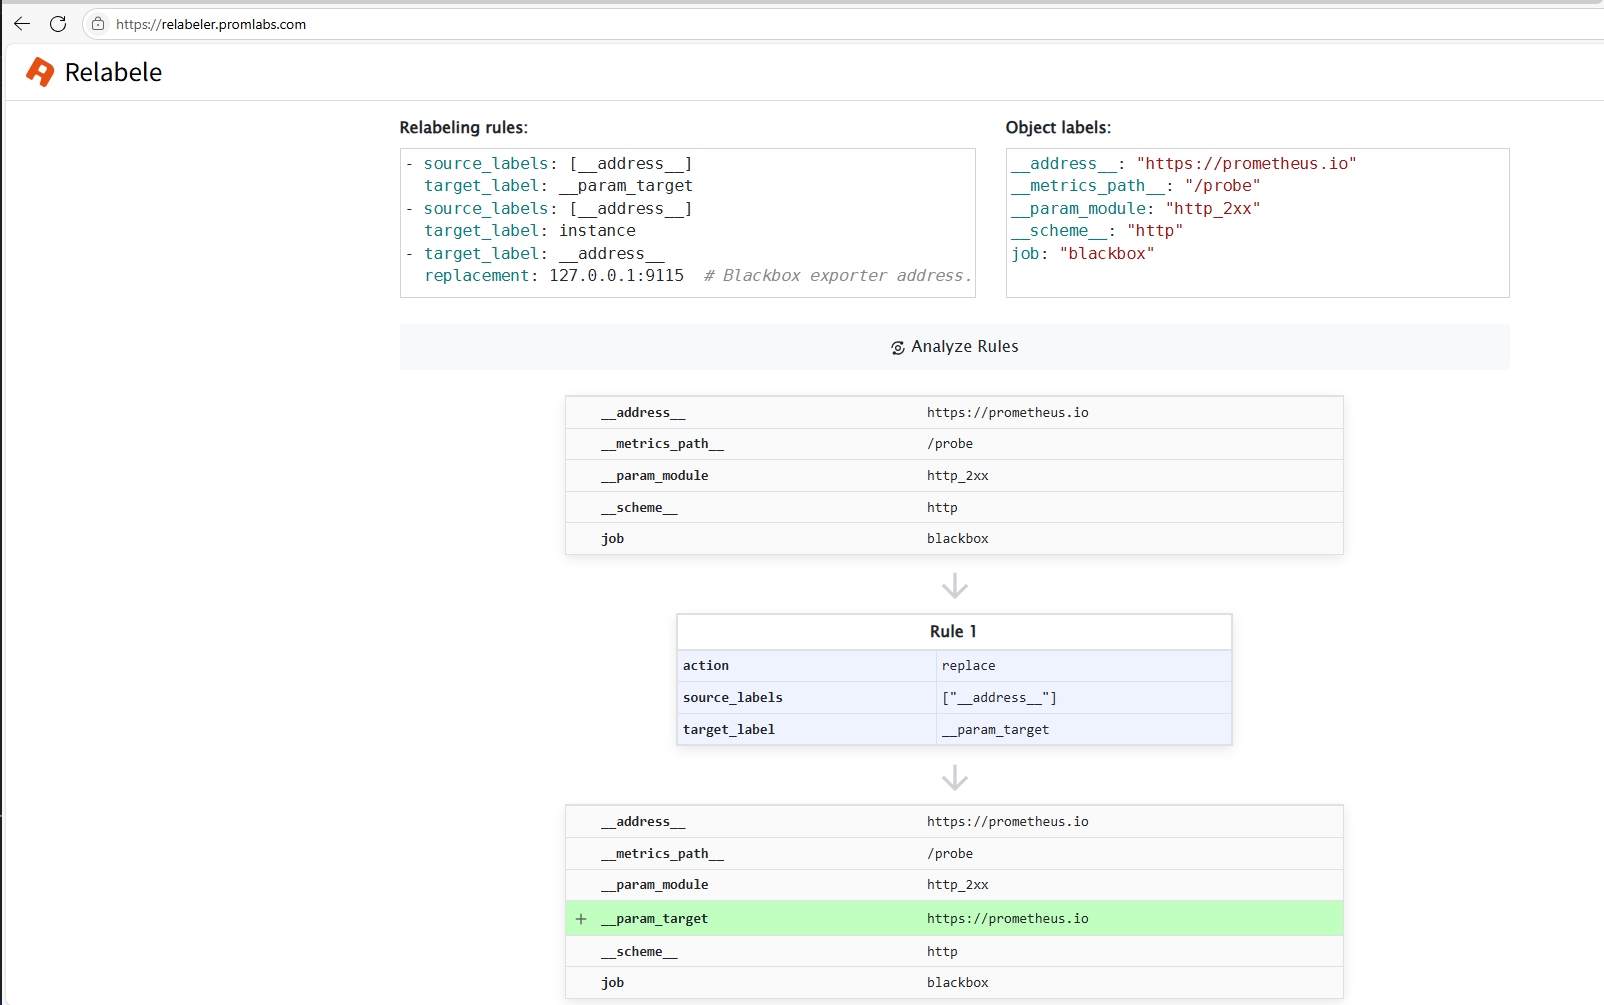 https://relabeler.promlabs.com
Relabele
Relabeling rules:
- source_labels: [__address__]
target_label: __param_target
- source_labels: [__address__]
target_label: instance
- target_label: __address__
replacement: 127.0.0.1:9115 # Blackbox exporter address.
Object labels:
__address__: "https://prometheus.io"
__metrics_path__: "/probe"
__param_module: "http_2xx"
__scheme__: "http"
job: "blackbox"
Analyze Rules
__address__ https://prometheus.io
__metrics_path__ /probe
__param_module http_2xx
__scheme__ http
job blackbox
Rule 1
action replace
source_labels ["__address__"]
target_label __param_target
__address__ https://prometheus.io
__metrics_path__ /probe
__param_module http_2xx
+ __param_target https://prometheus.io
__scheme__ http
job blackbox